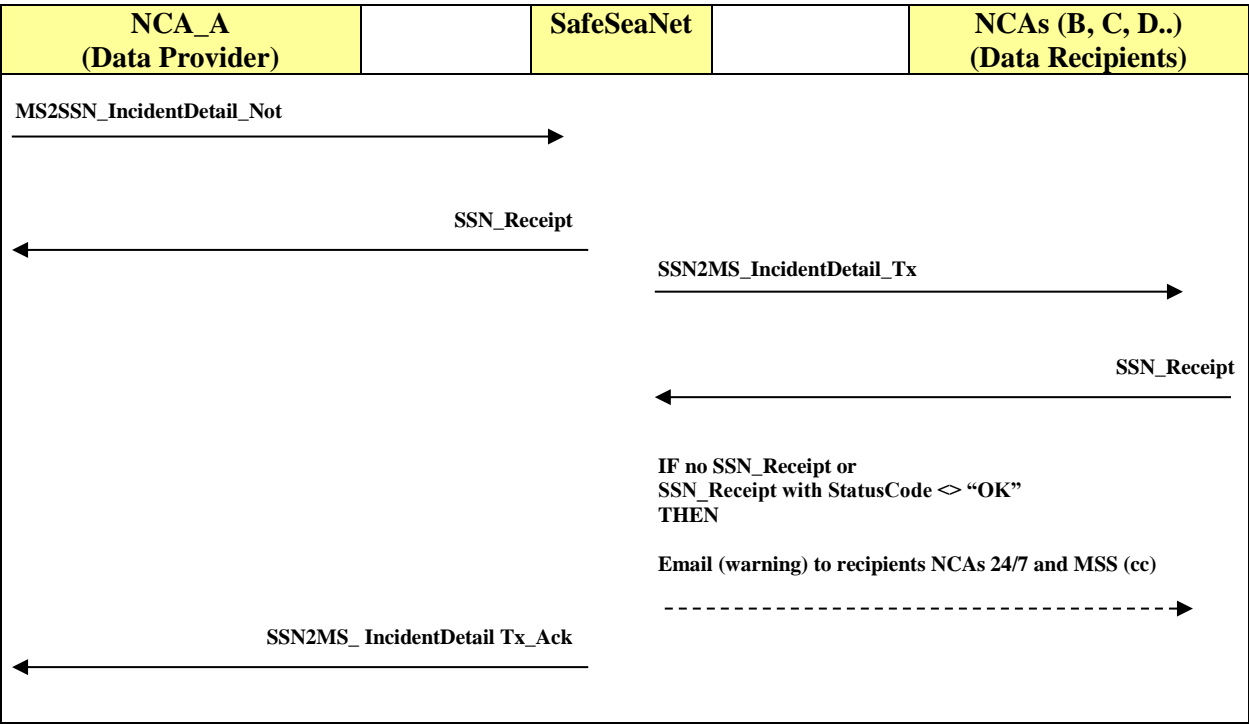 NCA_A
(Data Provider)
SafeSeaNet
NCAs (B, C, D..)
(Data Recipients)
MS2SSN_IncidentDetail_Not
SSN_Receipt
SSN2MS_IncidentDetail_Tx
SSN_Receipt
IF no SSN_Receipt or
SSN_Receipt with StatusCode <> “OK”
THEN
Email (warning) to recipients NCAs 24/7 and MSS (cc)
SSN2MS_ IncidentDetail Tx_Ack